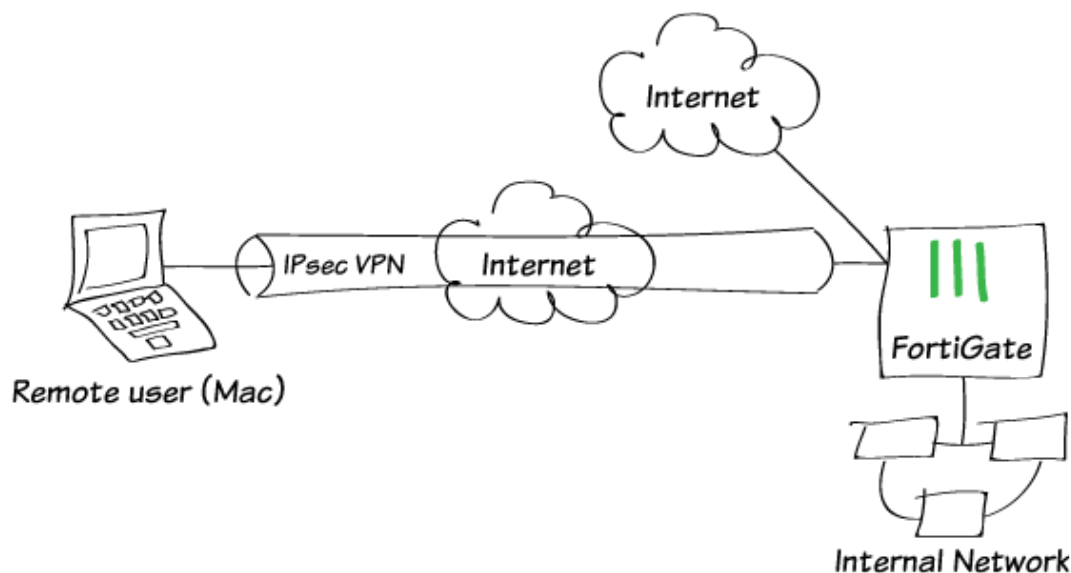 Internet
IPsec VPN
Internet
FortiGate
Remote user (Mac)
Internal Network